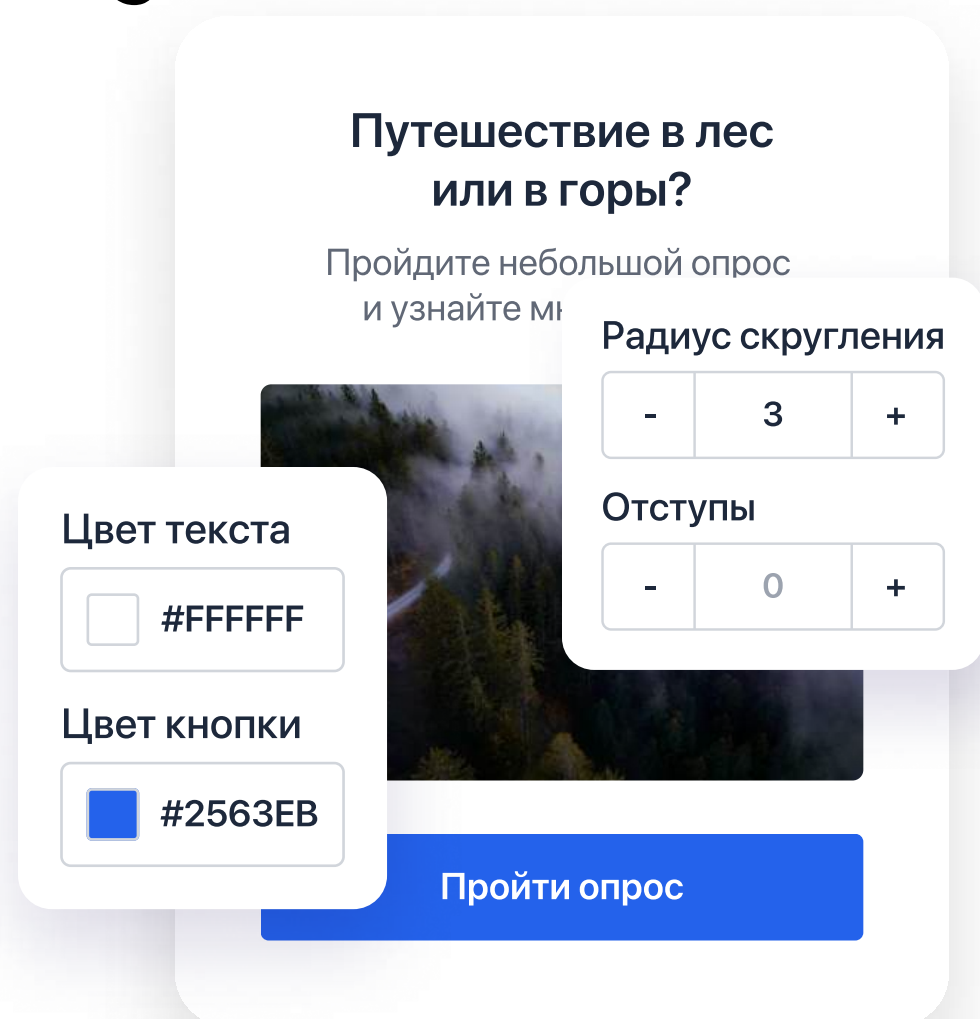 Путешествие в лес
или в горы?
Пройдите небольшой опрос
и узнайте
Радиус скругления
- 3 +
Отступы
- 0 +
Цвет текста
#FFFFFF
Цвет кнопки
#2563EB
Пройти опрос